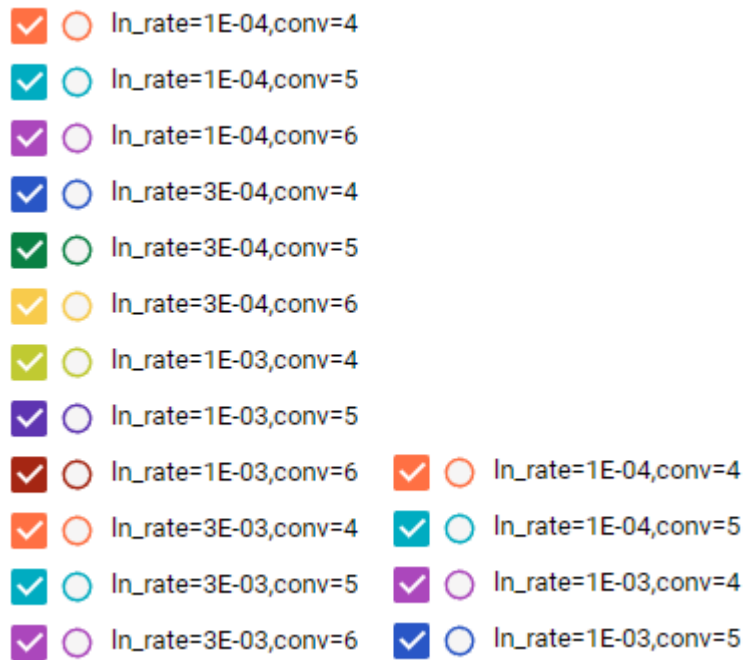 ln_rate=1E-04,conv=4
ln_rate=1E-04,conv=5
ln_rate=1E-04,conv=6
ln_rate=3E-04,conv=4
ln_rate=3E-04,conv=5
ln_rate=3E-04,conv=6
ln_rate=1E-03,conv=4
ln_rate=1E-03,conv=5
ln_rate=1E-03,conv=6
ln_rate=3E-03,conv=4
ln_rate=3E-03,conv=5
ln_rate=3E-03,conv=6
ln_rate=1E-04,conv=4
ln_rate=1E-04,conv=5
ln_rate=1E-03,conv=4
ln_rate=1E-03,conv=5